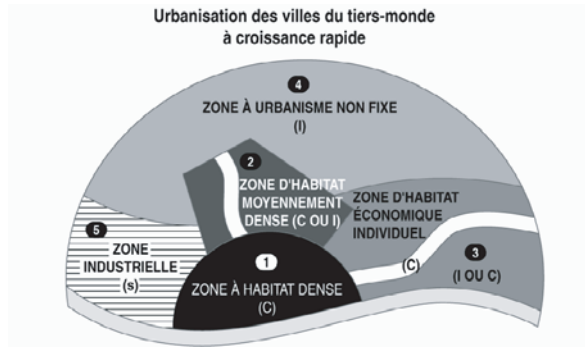 Urbanisation des villes du tiers-monde
à croissance rapide
4
ZONE À URBANISME NON FIXE
(I)
2
ZONE D'HABITAT
MOYENNEMENT
DENSE (C OU I)
ZONE D'HABITAT
ÉCONOMIQUE
INDIVIDUEL
(C)
3
(I OU C)
5
ZONE
INDUSTRIELLE
(s)
1
ZONE À HABITAT DENSE
(C)